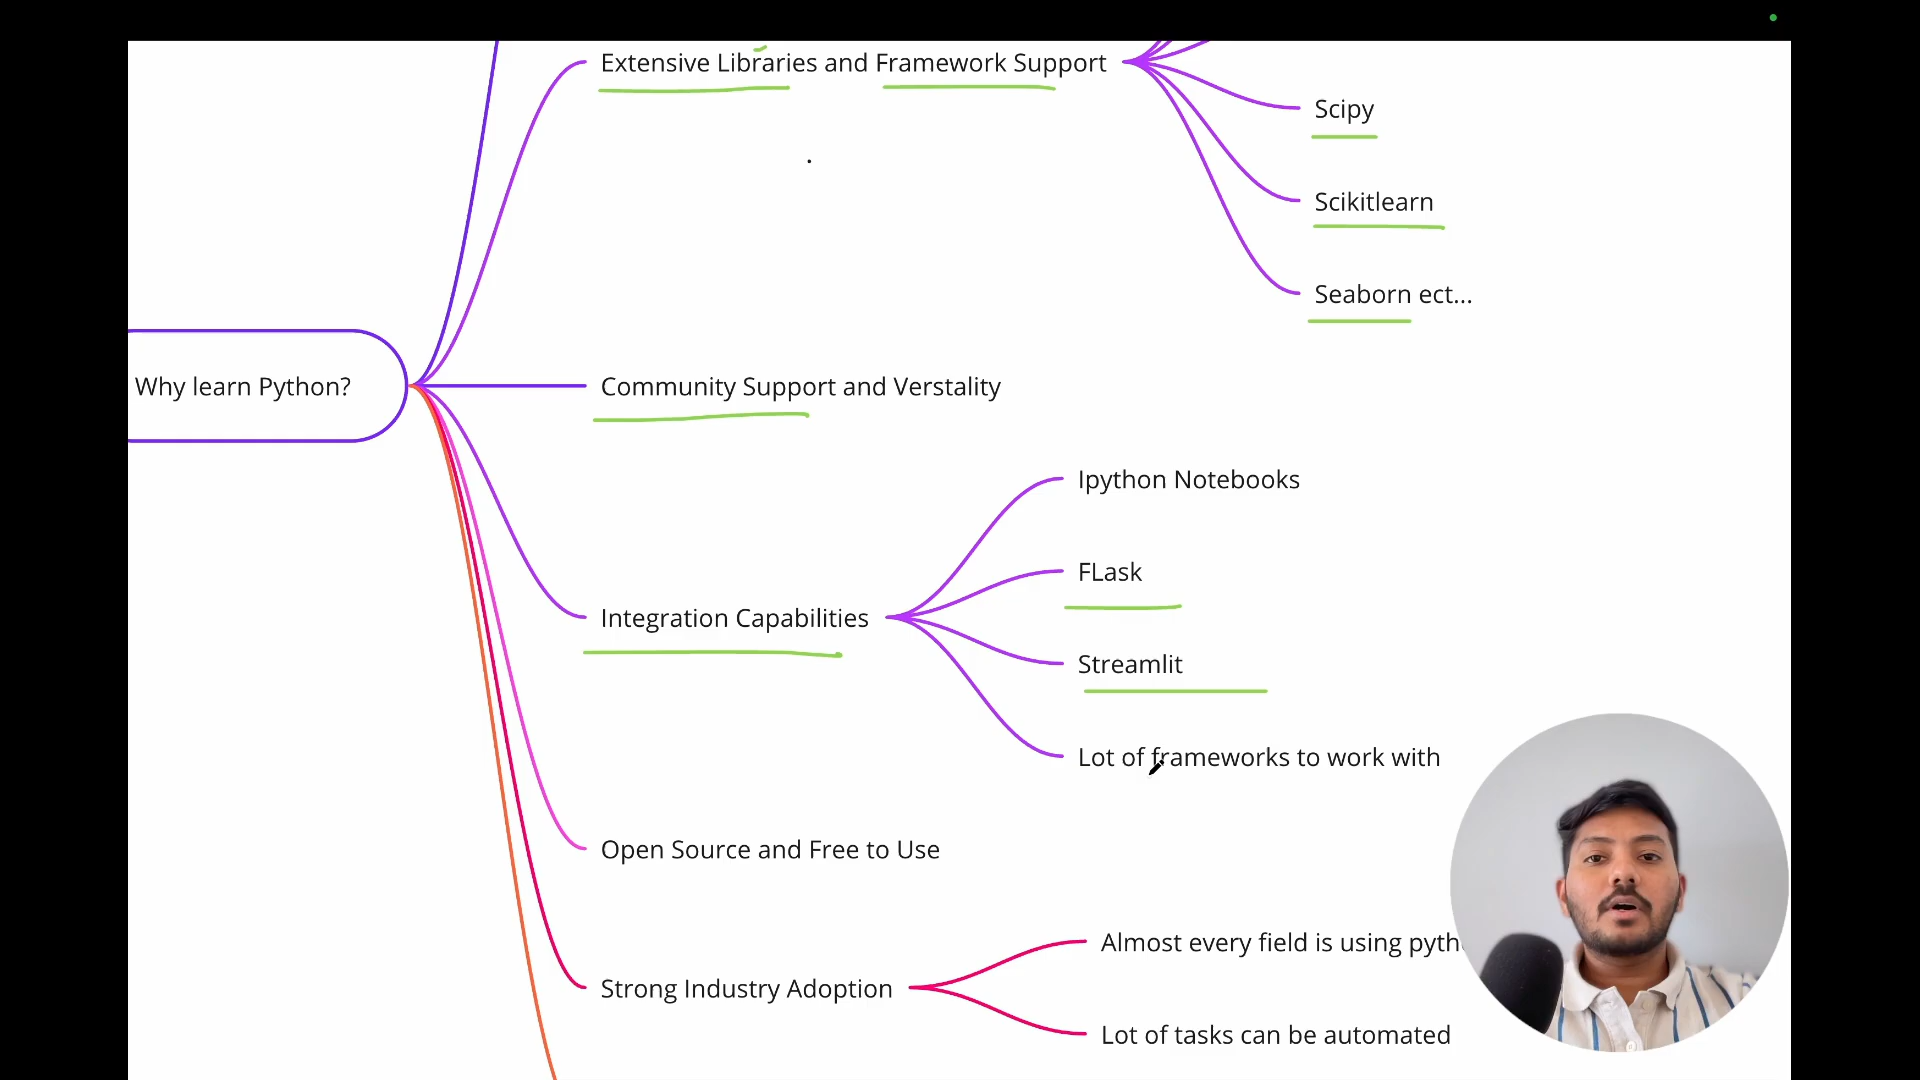 Extensive Libraries and Framework Support
Scipy
Scikitlearn
Seaborn ect...
Why learn Python?
Community Support and Verstality
Ipython Notebooks
FLask
Integration Capabilities
Streamlit
Lot of frameworks to work with
Open Source and Free to Use
Almost every field is using
Strong Industry Adoption
Lot of tasks can be automated